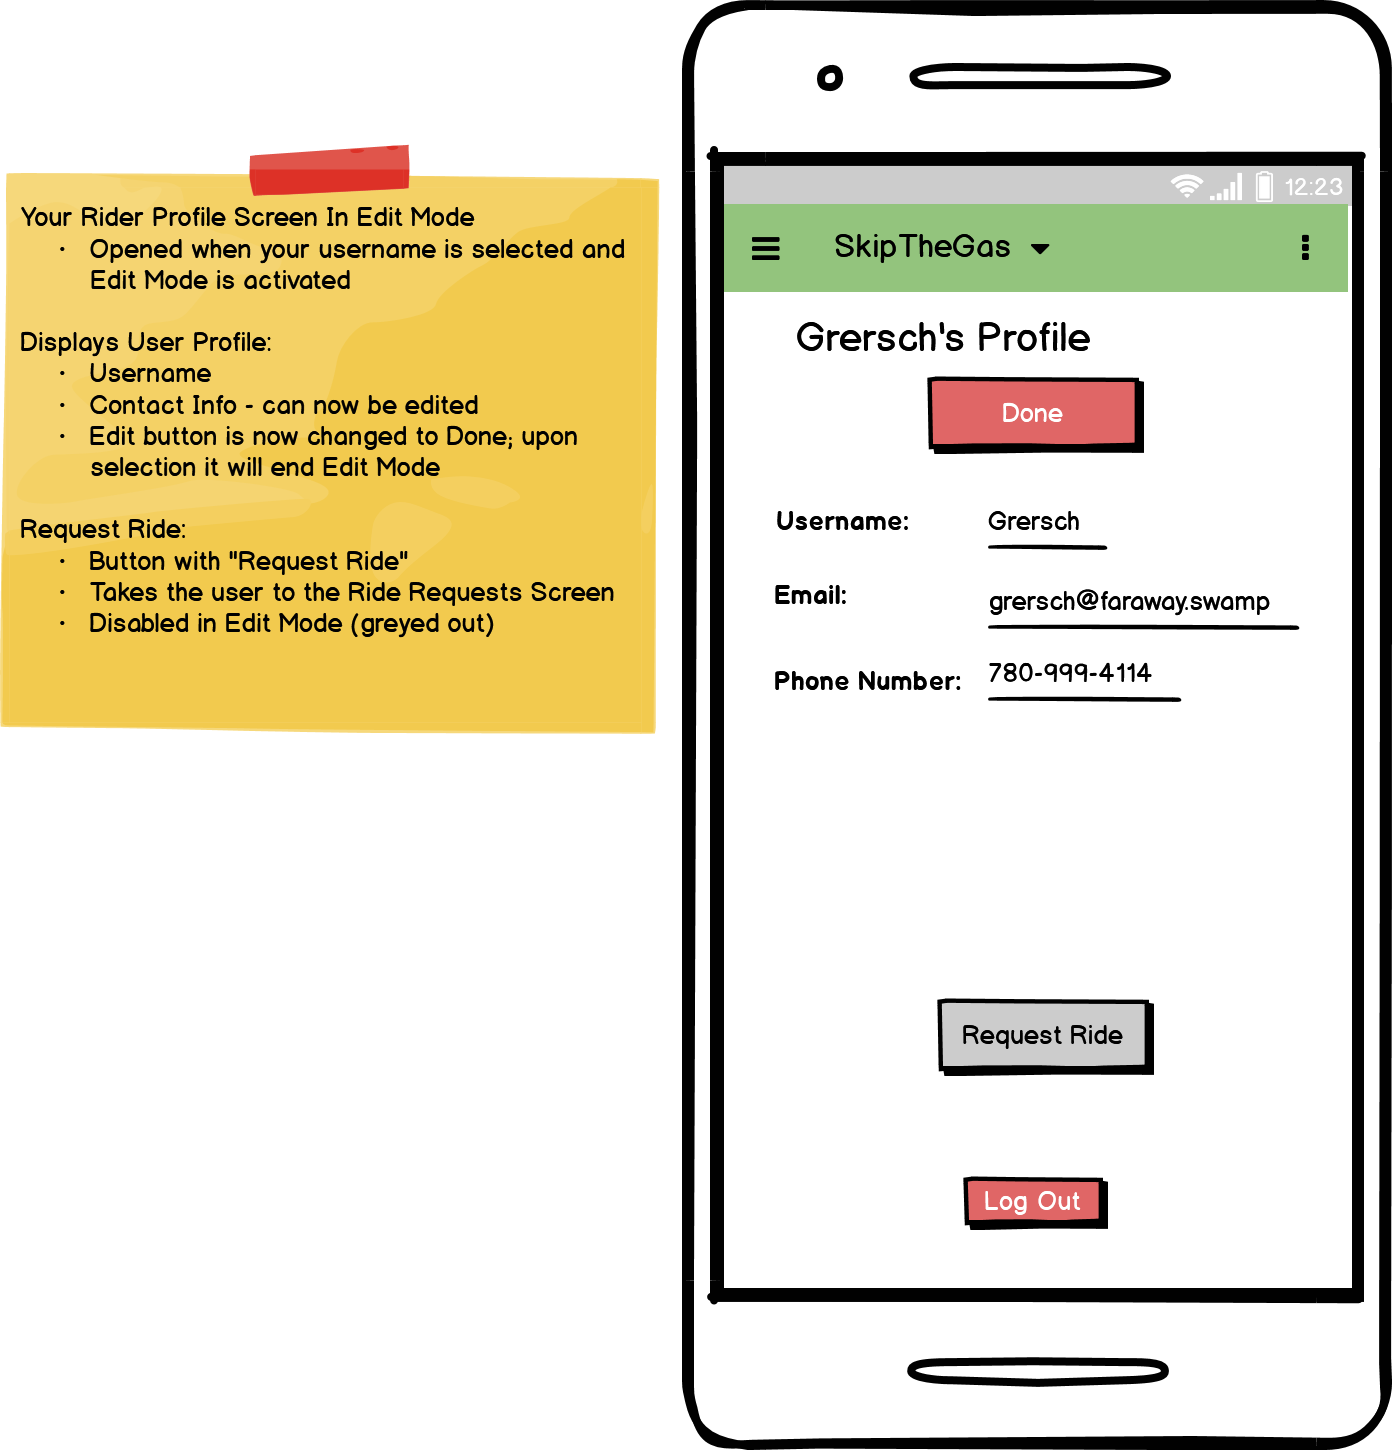 Your Rider Profile Screen In Edit Mode
· Opened when your username is selected and
Edit Mode is activated
Displays User Profile:
· Username
· Contact Info - can now be edited
· Edit button is now changed to Done; upon
selection it will end Edit Mode
Request Ride:
· Button with "Request Ride"
· Takes the user to the Ride Requests Screen
· Disabled in Edit Mode (greyed out)
12:23
SkipTheGas
Grersch's Profile
Done
Username: Grersch
Email: grersch@faraway.swamp
Phone Number: 780-999-4114
Request Ride
Log Out